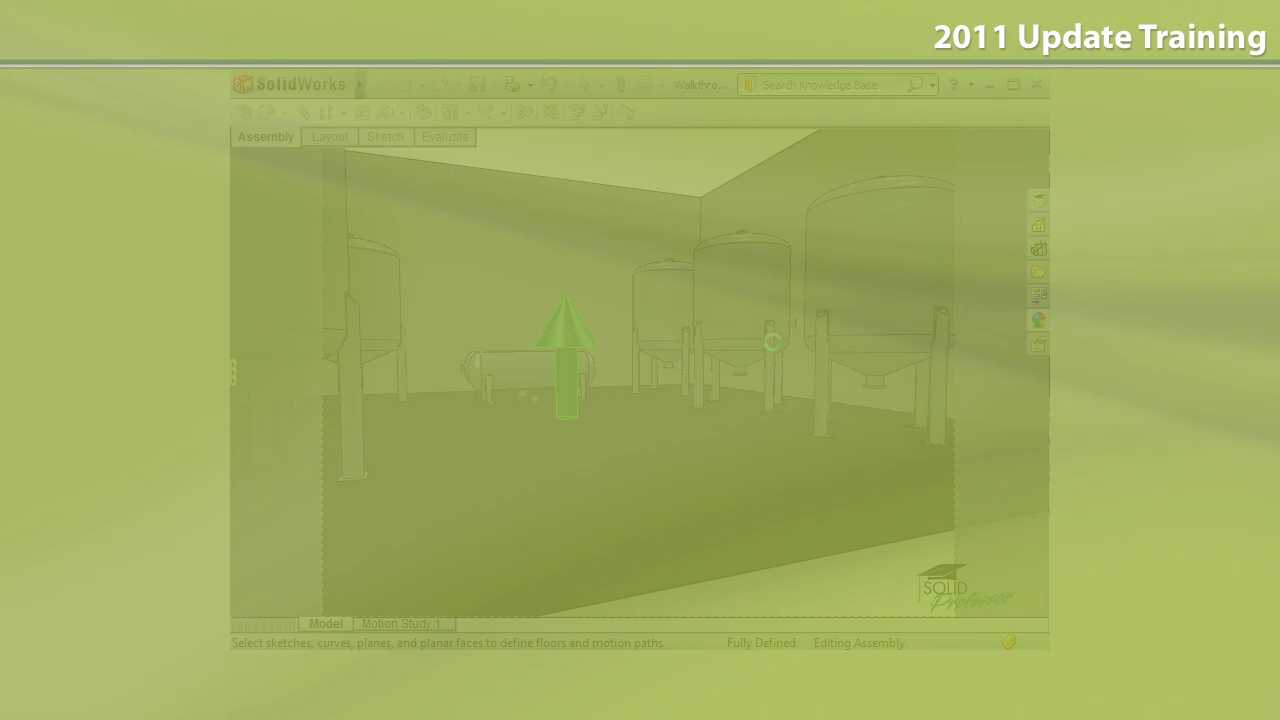 2011 Update Training
SolidWorks
Walkthro...
Search Knowledge Base
?
Assembly
Layout
Sketch
Evaluate
SOLID
Professor
Model
Motion Study 1
Select sketches, curves, planes, and planar faces to define floors and motion paths
Fully Defined
Editing Assembly